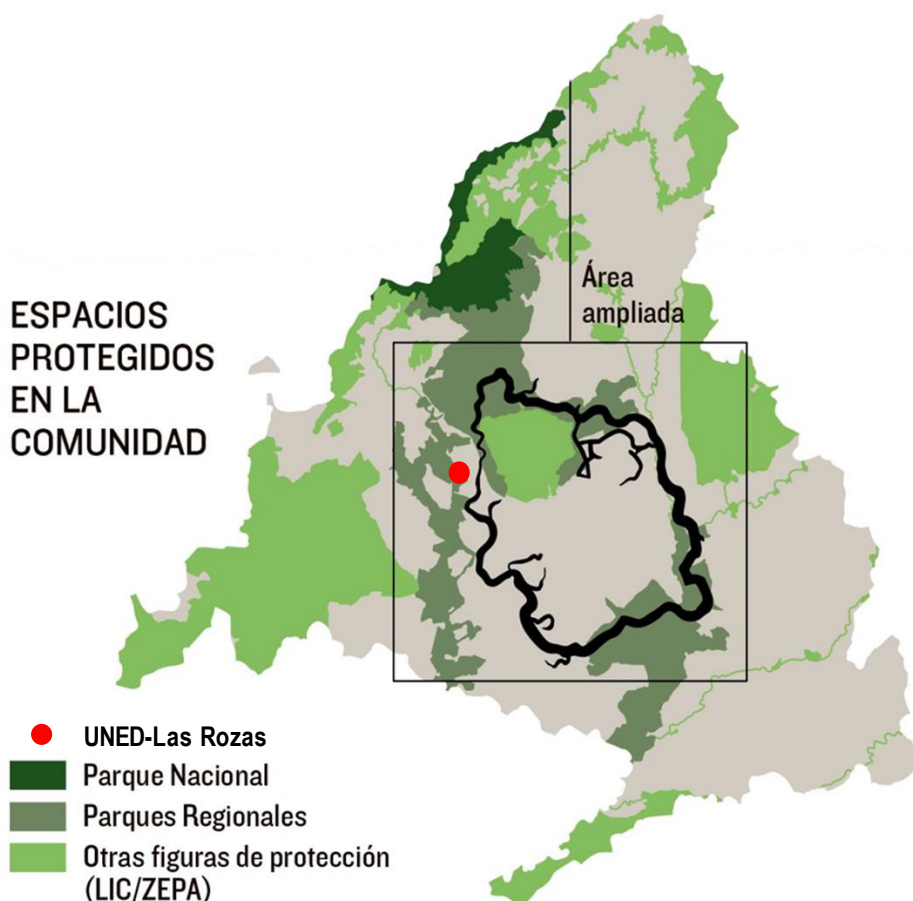 ESPACIOS
PROTEGIDOS
EN LA
COMUNIDAD
Área
ampliada
UNED-Las Rozas
Parque Nacional
Parques Regionales
Otras figuras de protección
(LIC/ZEPA)